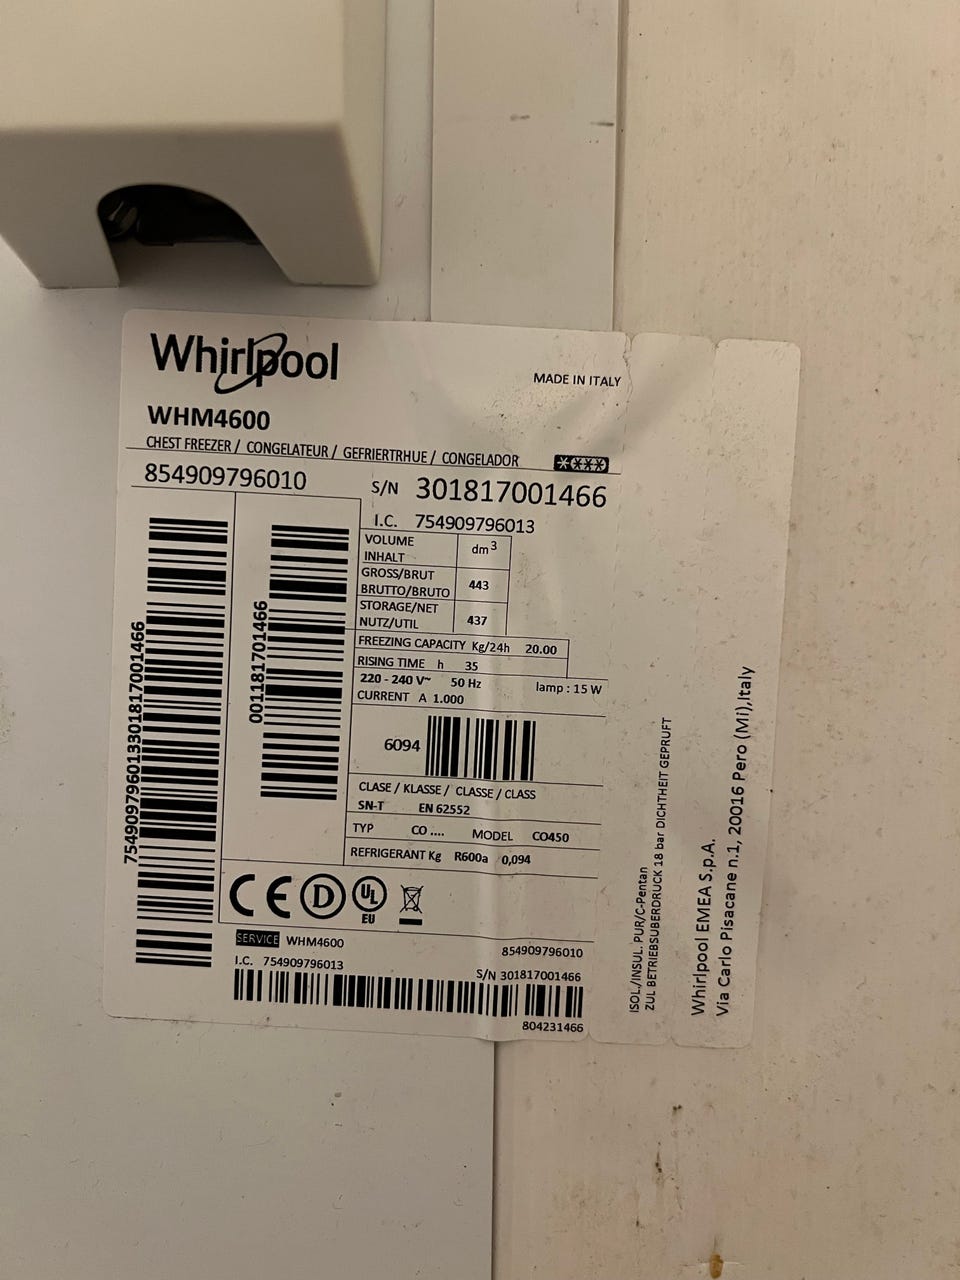 Whirlpool
MADE IN ITALY
WHM4600
CHEST FREEZER / CONGELATEUR / GEFRIERTRHUE / CONGELADOR
854909796010
S/N 301817001466
I.C. 754909796013
VOLUME
INHALT
dm3
GROSS/BRUT
BRUTTO/BRUTO
443
STORAGE/NET
NUTZ/UTIL
437
FREEZING CAPACITY Kg/24h 20.00
RISING TIME h 35
220 - 240 V~ 50 Hz lamp : 15 W
CURRENT A 1.000
6094
CLASE / KLASSE / CLASSE / CLASS
SN-T EN 62552
TYP CO .... MODEL CO450
REFRIGERANT Kg R600a 0,094
754909796013301817001466
001181701466
CE D UL
EU
SERVICE WHM4600
854909796010
I.C. 754909796013
S/N 301817001466
804231466
ISOL./INSUL. PUR/C-Pentan
ZUL BETRIEBSUBERDRUCK 18 bar DICHTHEIT GEPRUFT
Whirlpool EMEA S.p.A.
Via Carlo Pisacane n.1, 20016 Pero (Mi),Italy